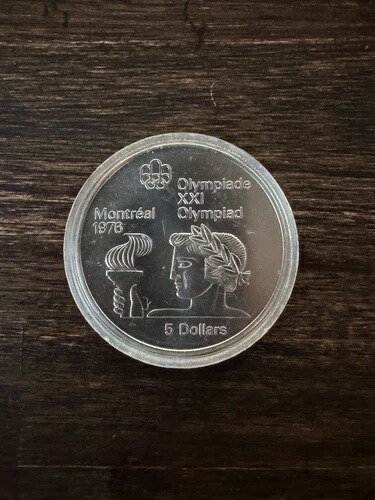 Olympiade
XXI
Olympiad
Montréal
1976
5 Dollars